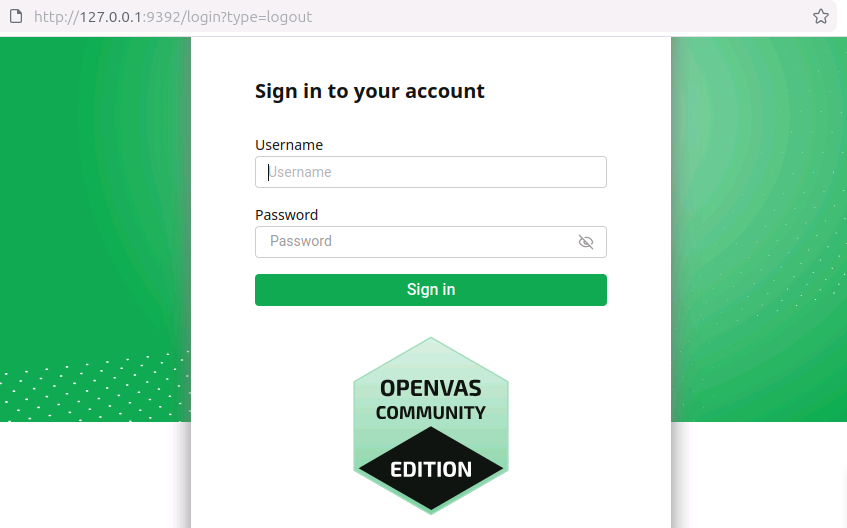 http://127.0.0.1:9392/login?type=logout
Sign in to your account
Username
Username
Password
Password
Sign in
OPENVAS
COMMUNITY
EDITION